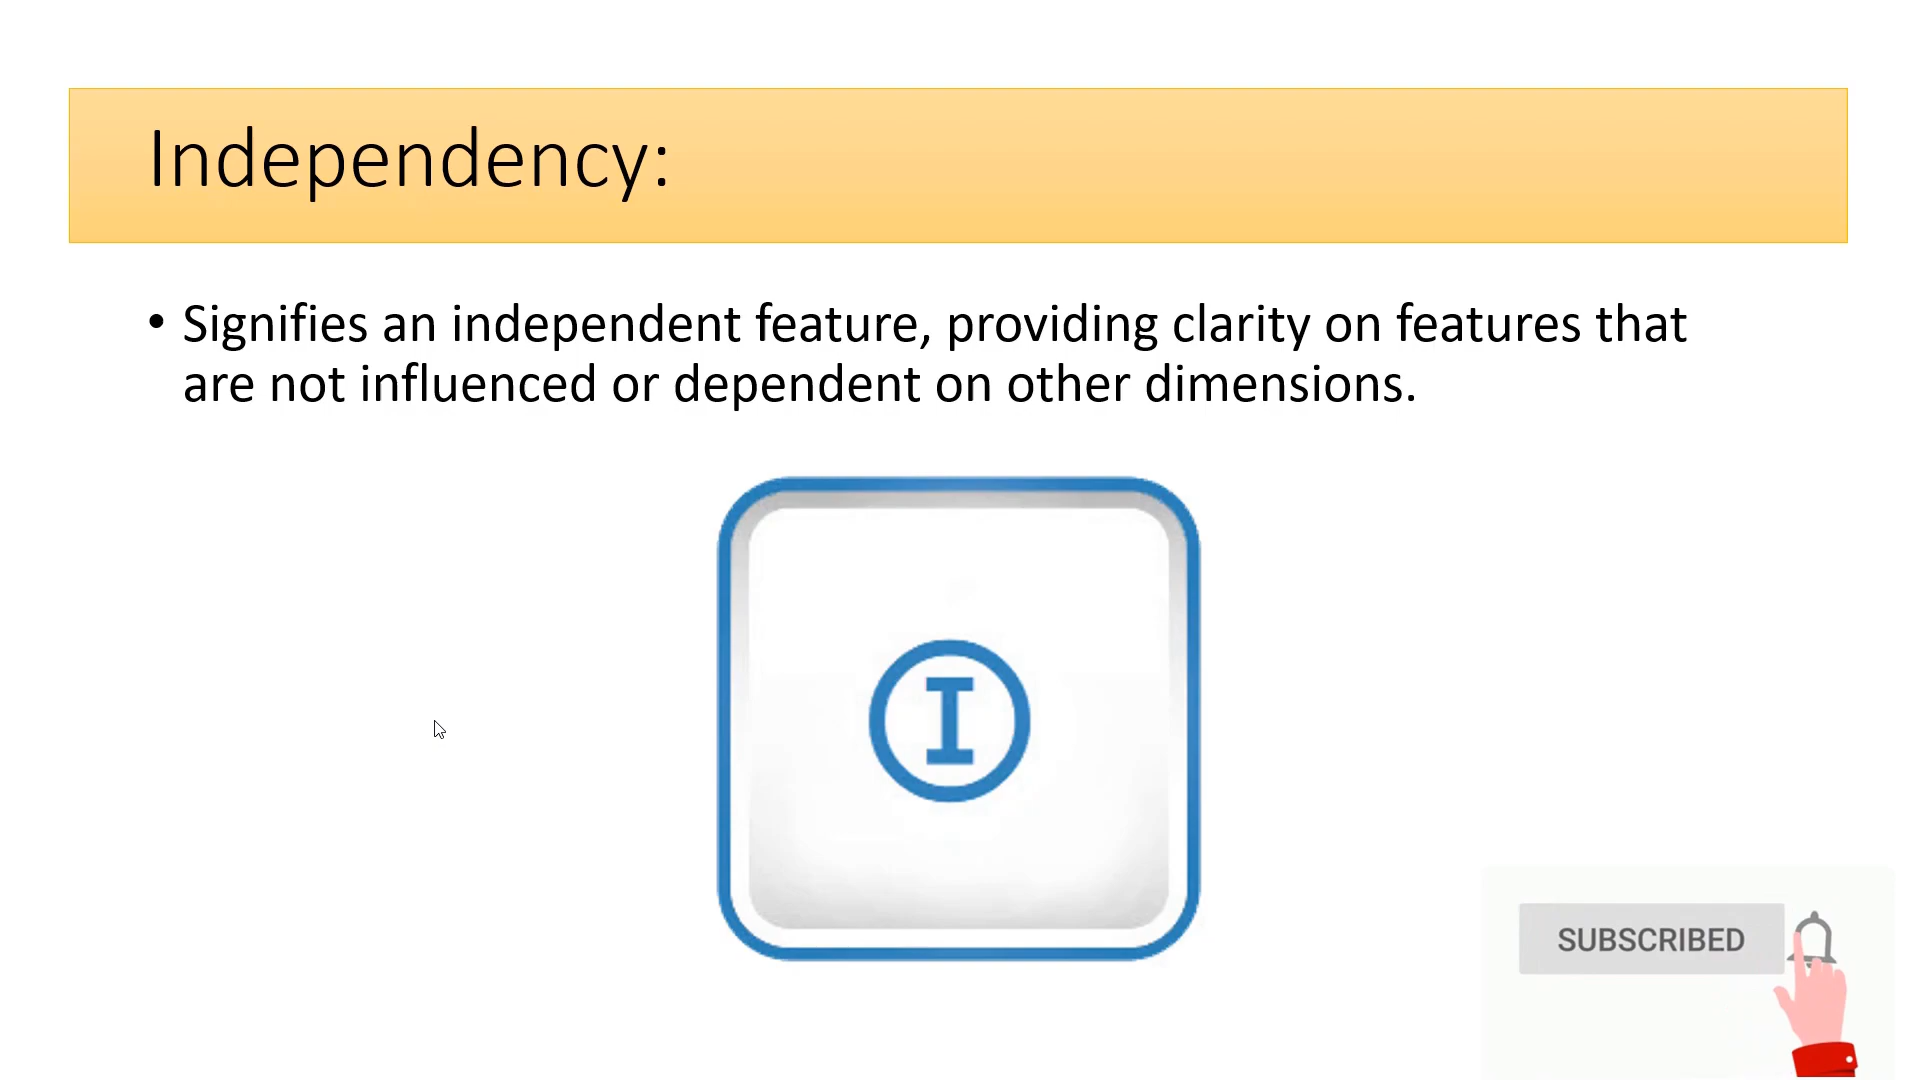 Independency:
• Signifies an independent feature, providing clarity on features that
are not influenced or dependent on other dimensions.
I
SUBSCRIBED